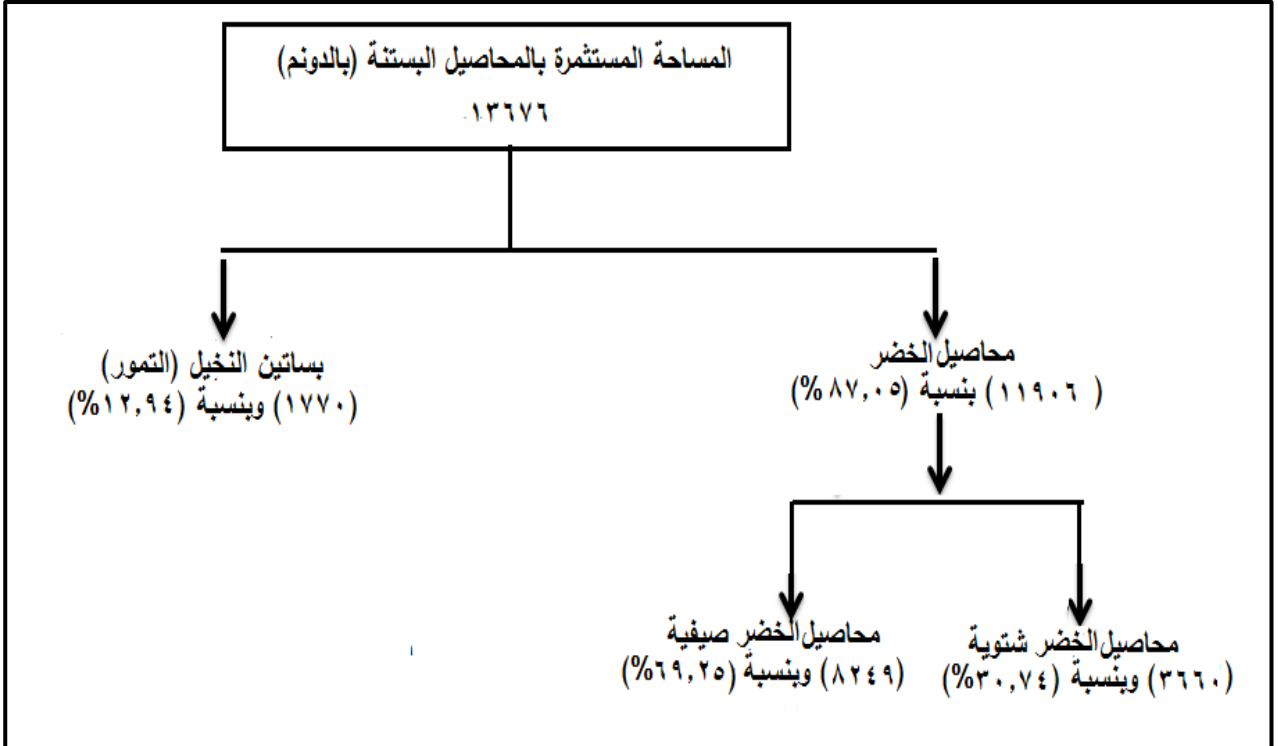 المساحة المستثمرة بالمحاصيل البستنة (بالدونم)
١٣٦٧٦
محاصيل الخضر
( ١١٩٠٦) بنسبة (٨٧,٠٥%)
بساتين النخيل (التمور)
(١٧٧٠) وبنسبة (١٢,٩٤%)
محاصيل الخضر شتوية
(٣٦٦٠) وبنسبة (٣٠,٧٤%)
محاصيل الخضر صيفية
(٨٢٤٩) وبنسبة (٦٩,٢٥%)